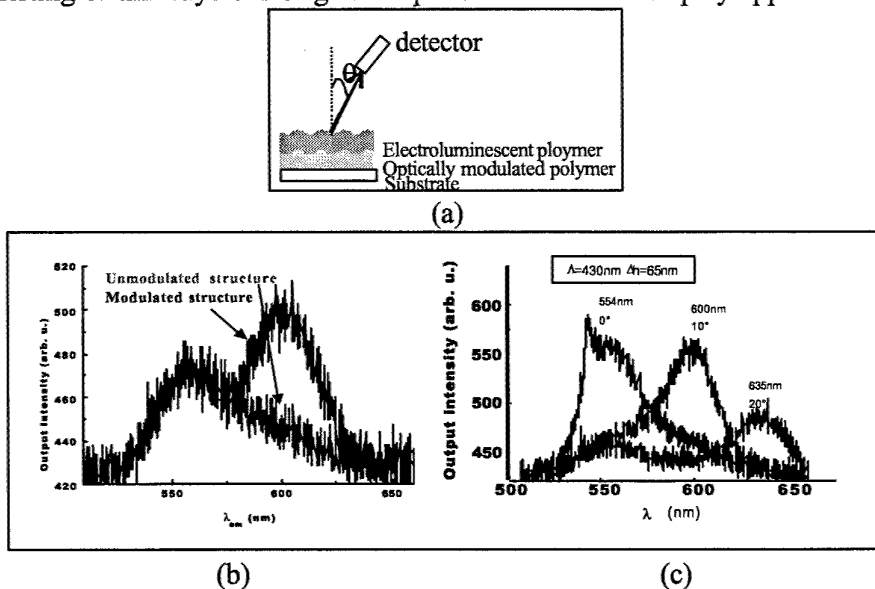 detector
θ
Electroluminescent ploymer
Optically modulated polymer
Substrate
(a)
Unmodulated structure
Modulated structure
Output Intensity (arb. u.)
520
500
480
460
440
420
550
600
650
λem (nm)
(b)
Λ=430nm Δh=65nm
Output Intensity (arb. u.)
600
550
500
450
554nm
0°
600nm
10°
635nm
20°
500
550
600
650
λ (nm)
(c)